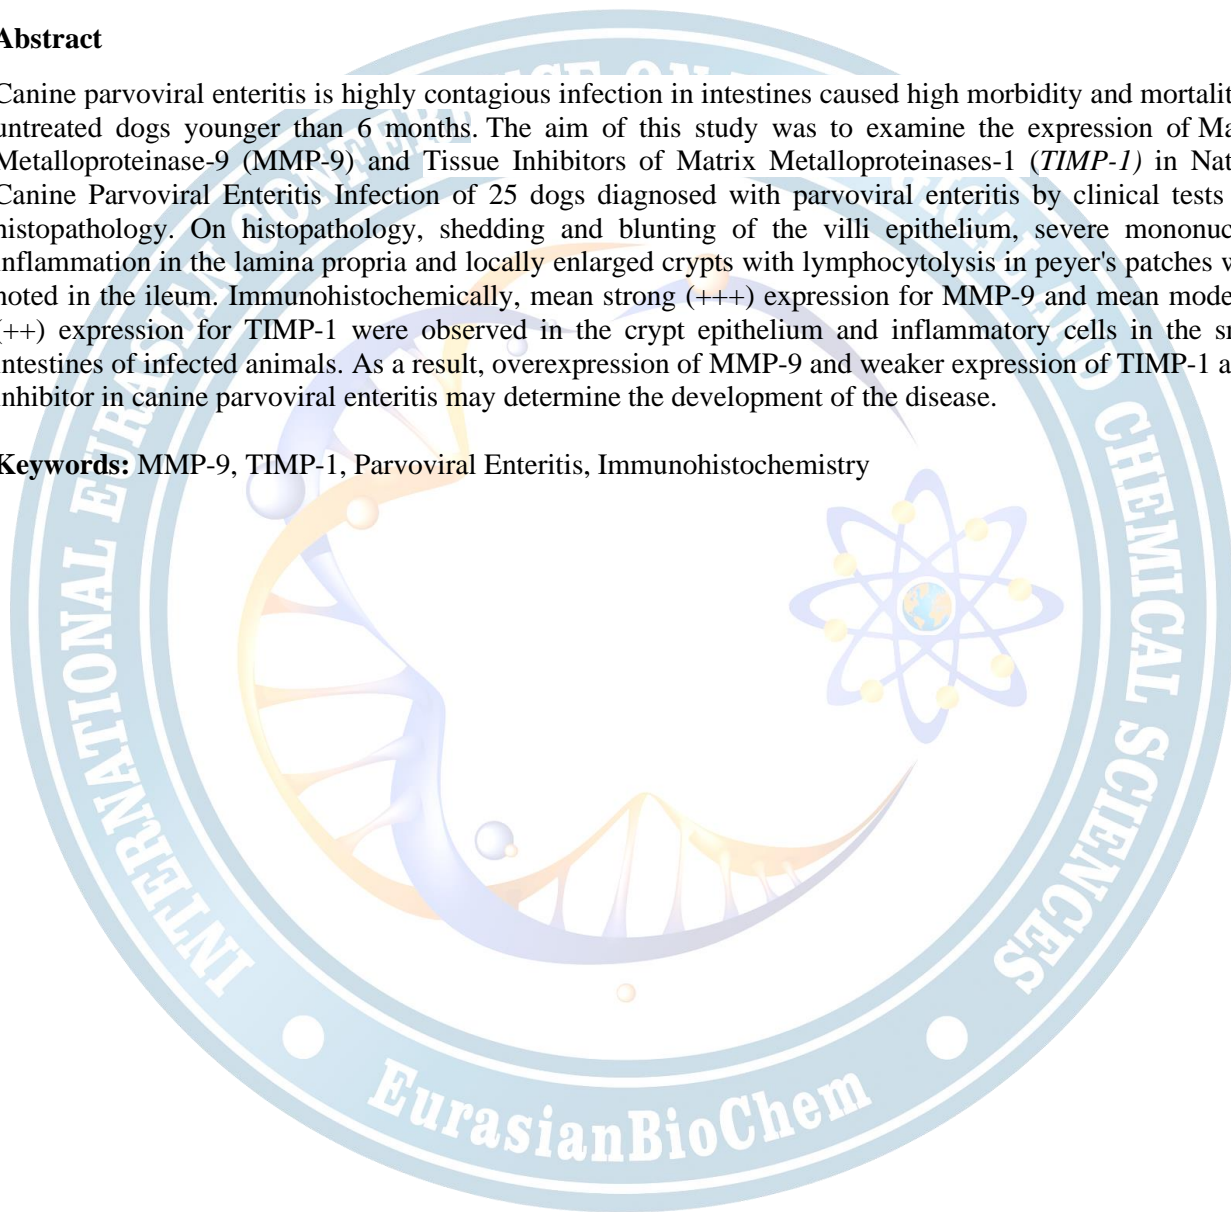 Abstract
Canine parvoviral enteritis is highly contagious infection in intestines caused high morbidity and mortalit
untreated dogs younger than 6 months. The aim of this study was to examine the expression of Ma
Metalloproteinase-9 (MMP-9) and Tissue Inhibitors of Matrix Metalloproteinases-1 (TIMP-1) in Nat
Canine Parvoviral Enteritis Infection of 25 dogs diagnosed with parvoviral enteritis by clinical tests
histopathology. On histopathology, shedding and blunting of the villi epithelium, severe mononuc
inflammation in the lamina propria and locally enlarged crypts with lymphocytolysis in peyer's patches w
noted in the ileum. Immunohistochemically, mean strong (+++) expression for MMP-9 and mean mode
(++) expression for TIMP-1 were observed in the crypt epithelium and inflammatory cells in the sm
intestines of infected animals. As a result, overexpression of MMP-9 and weaker expression of TIMP-1 a
inhibitor in canine parvoviral enteritis may determine the development of the disease.
Keywords: MMP-9, TIMP-1, Parvoviral Enteritis, Immunohistochemistry
INTERNATIONAL EURASIAN
CHEMICAL SCIENCES
EurasianBioChem